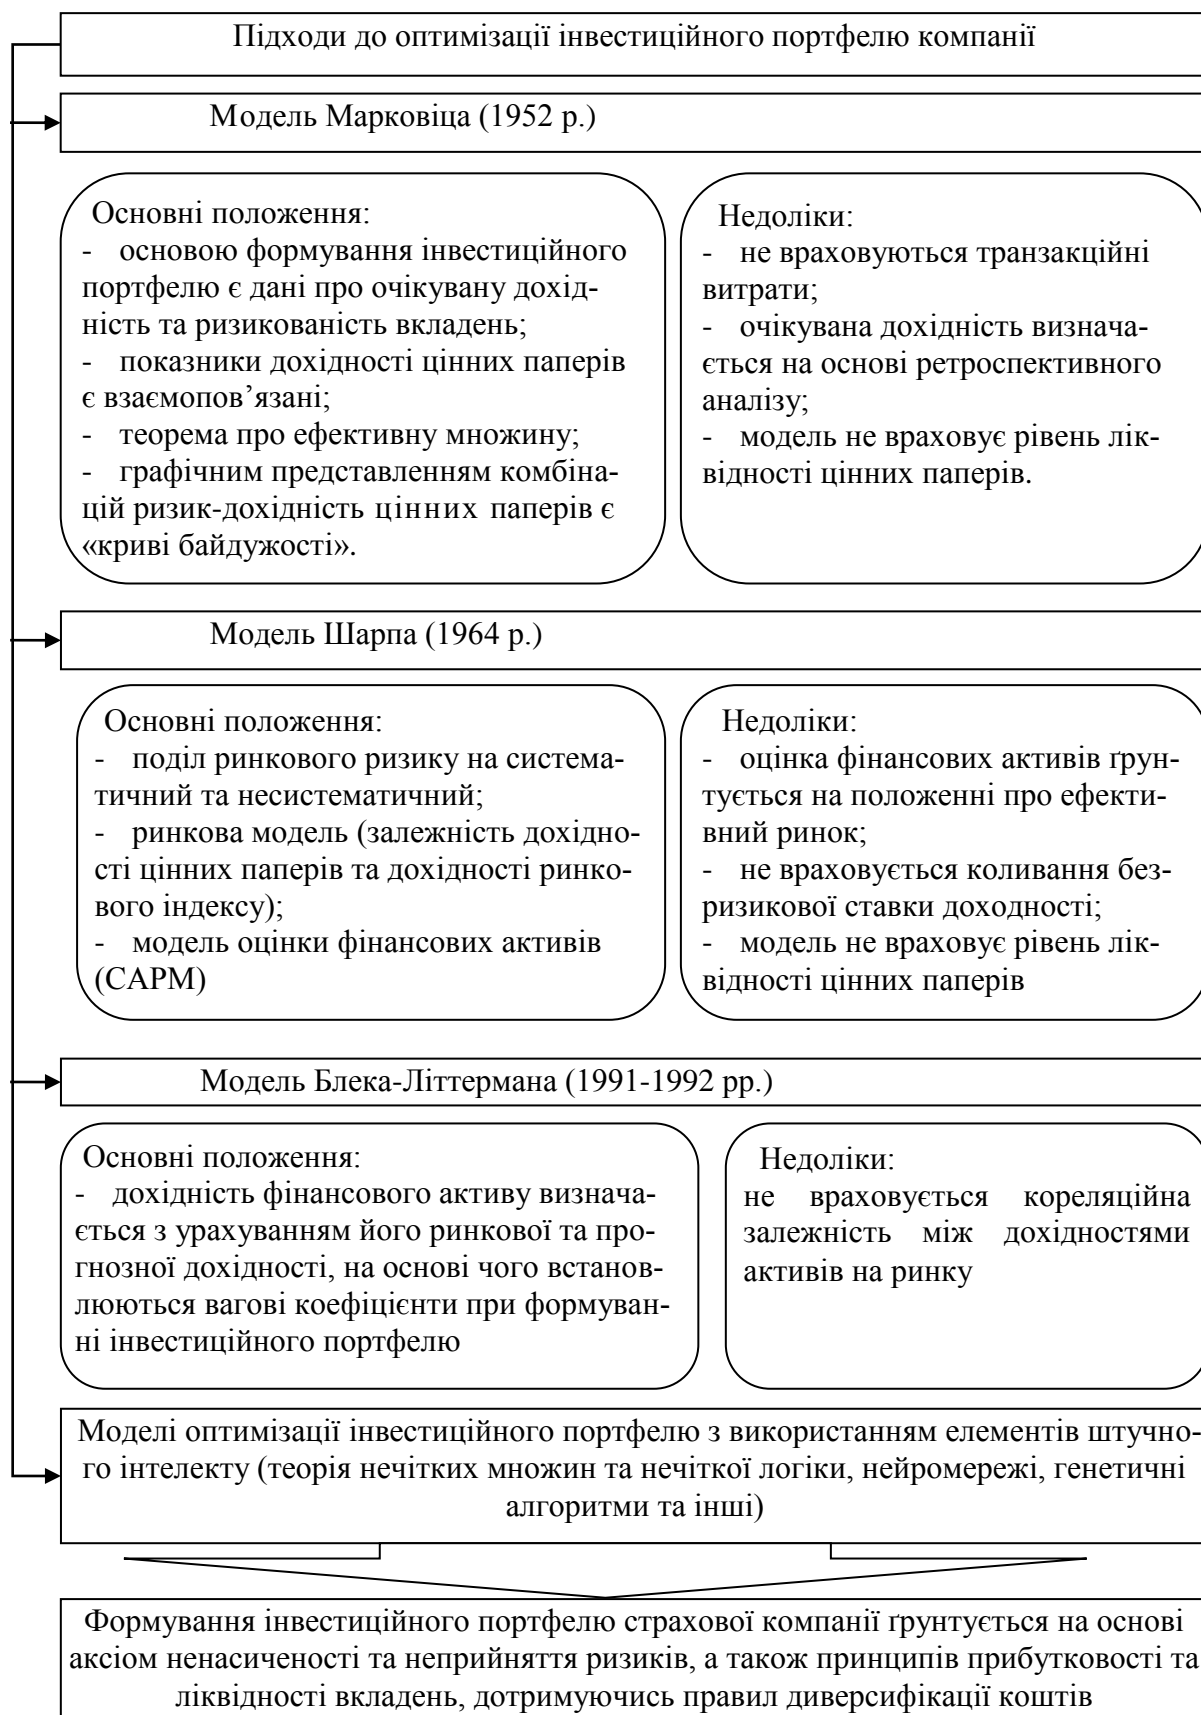 Підходи до оптимізації інвестиційного портфелю компанії
Модель Марковіца (1952 р.)
Основні положення:
- основою формування інвестиційного
портфелю є дані про очікувану дохід-
ність та ризикованість вкладень;
- показники дохідності цінних паперів
є взаємопов’язані;
- теорема про ефективну множину;
- графічним представленням комбіна-
цій ризик-дохідність цінних паперів є
«криві байдужості».
Недоліки:
- не враховуються транзакційні
витрати;
- очікувана дохідність визнача-
ється на основі ретроспективного
аналізу;
- модель не враховує рівень лік-
відності цінних паперів.
Модель Шарпа (1964 р.)
Основні положення:
- поділ ринкового ризику на система-
тичний та несистематичний;
- ринкова модель (залежність дохідно-
сті цінних паперів та дохідності ринко-
вого індексу);
- модель оцінки фінансових активів
(САРМ)
Недоліки:
- оцінка фінансових активів ґрун-
тується на положенні про ефекти-
вний ринок;
- не враховується коливання без-
ризикової ставки доходності;
- модель не враховує рівень лік-
відності цінних паперів
Модель Блека-Літтермана (1991-1992 рр.)
Основні положення:
- дохідність фінансового активу визнача-
ється з урахуванням його ринкової та про-
гнозної дохідності, на основі чого встанов-
люються вагові коефіцієнти при формуван-
ні інвестиційного портфелю
Недоліки:
не враховується кореляційна
залежність між дохідностями
активів на ринку
Моделі оптимізації інвестиційного портфелю з використанням елементів штучно-
го інтелекту (теорія нечітких множин та нечіткої логіки, нейромережі, генетичні
алгоритми та інші)
Формування інвестиційного портфелю страхової компанії ґрунтується на основі
аксіом ненасиченості та неприйняття ризиків, а також принципів прибутковості та
ліквідності вкладень, дотримуючись правил диверсифікації коштів